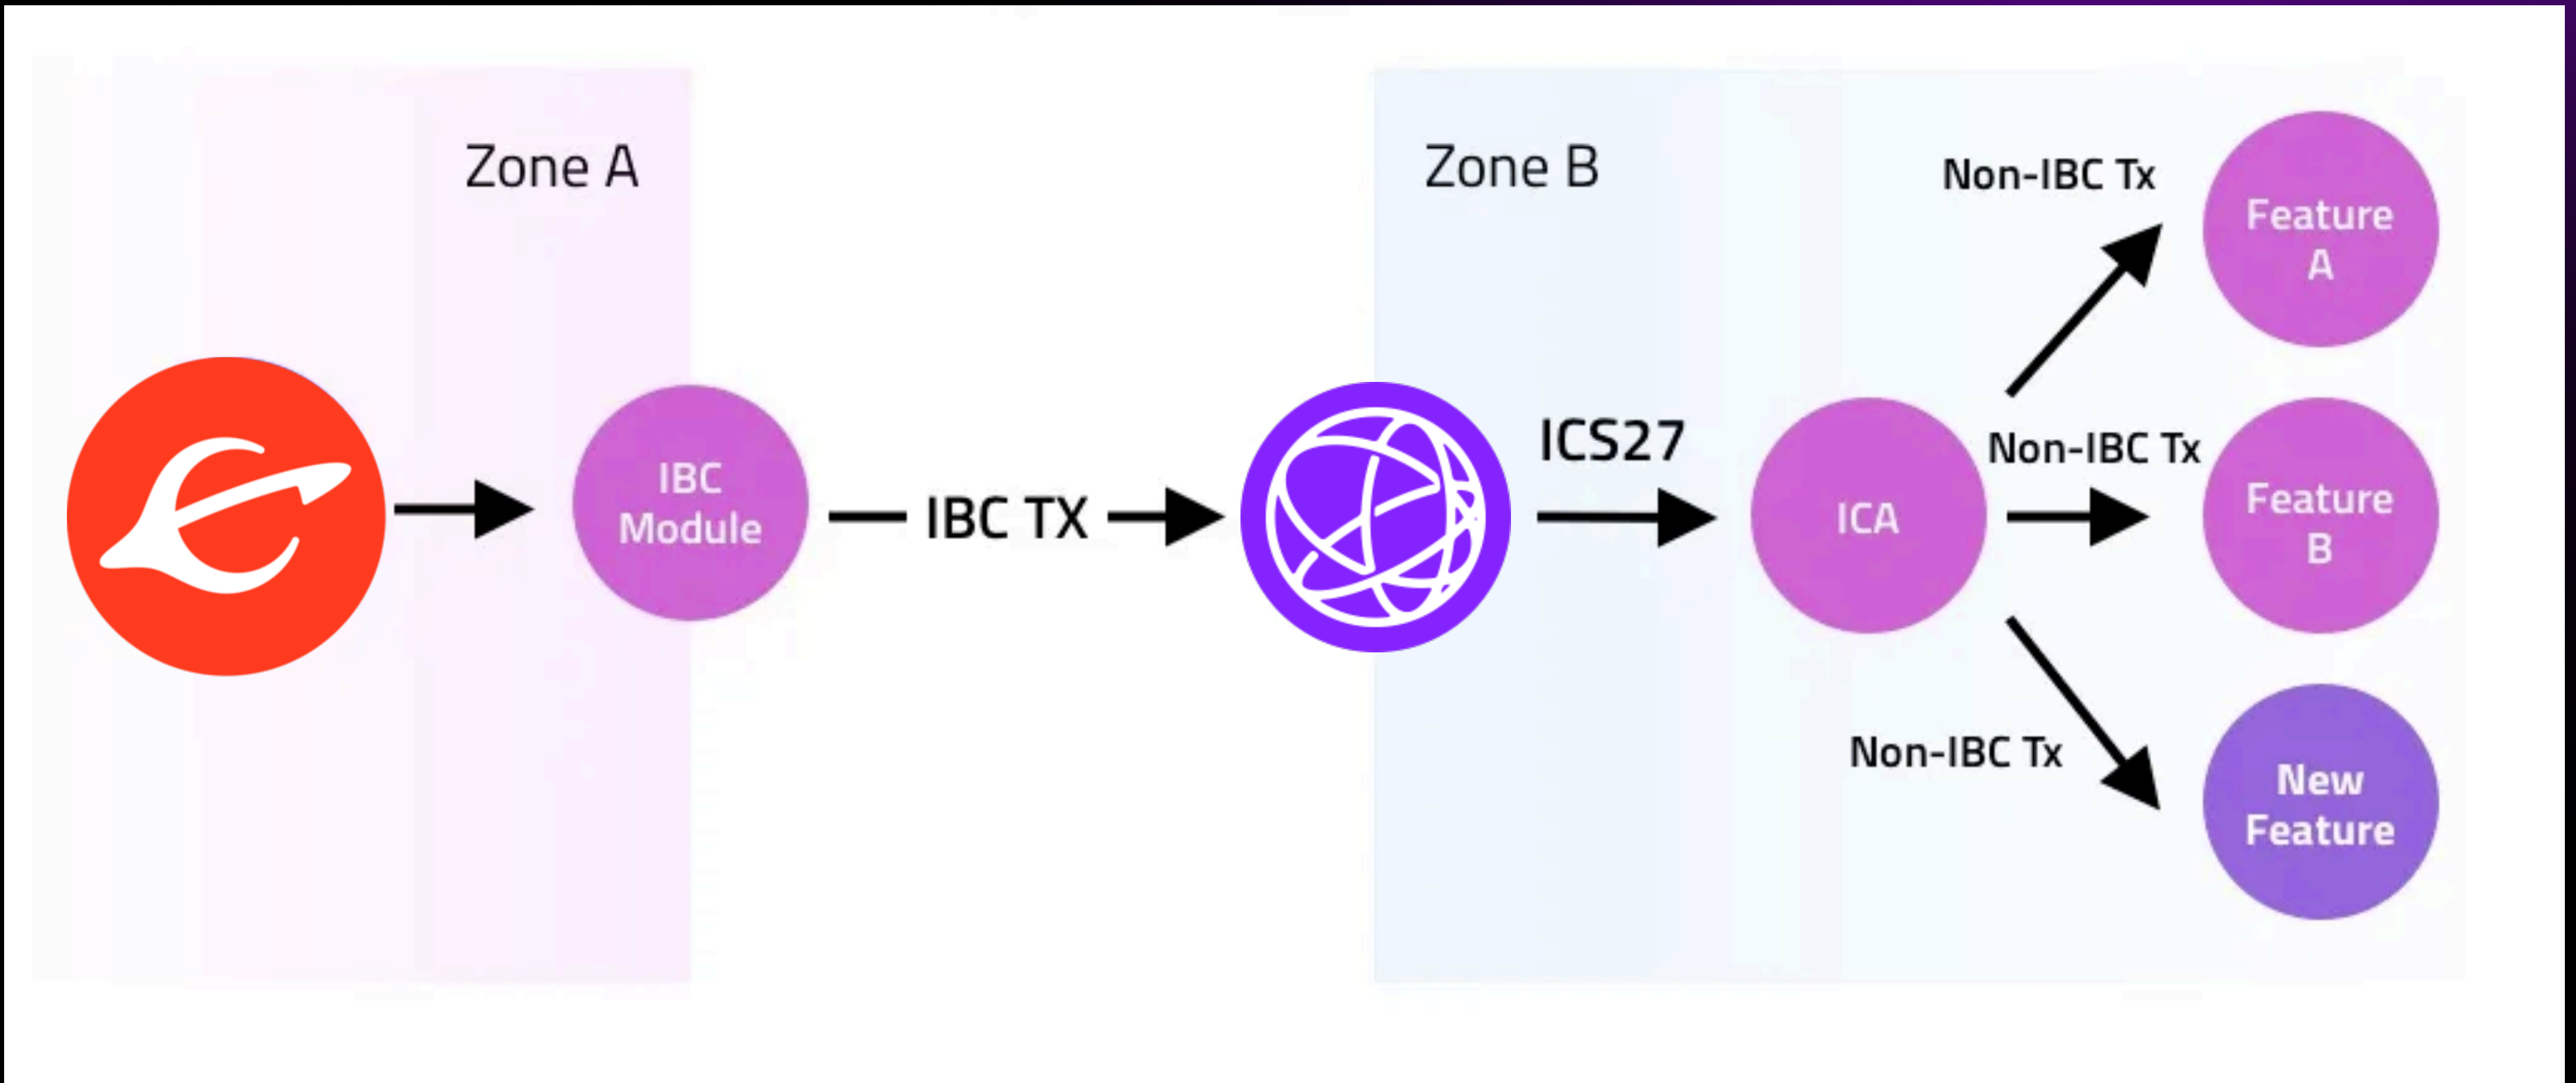 Zone A
IBC
Module
IBC TX
Zone B
ICS27
ICA
Non-IBC Tx
Feature
A
Non-IBC Tx
Feature
B
Non-IBC Tx
New
Feature